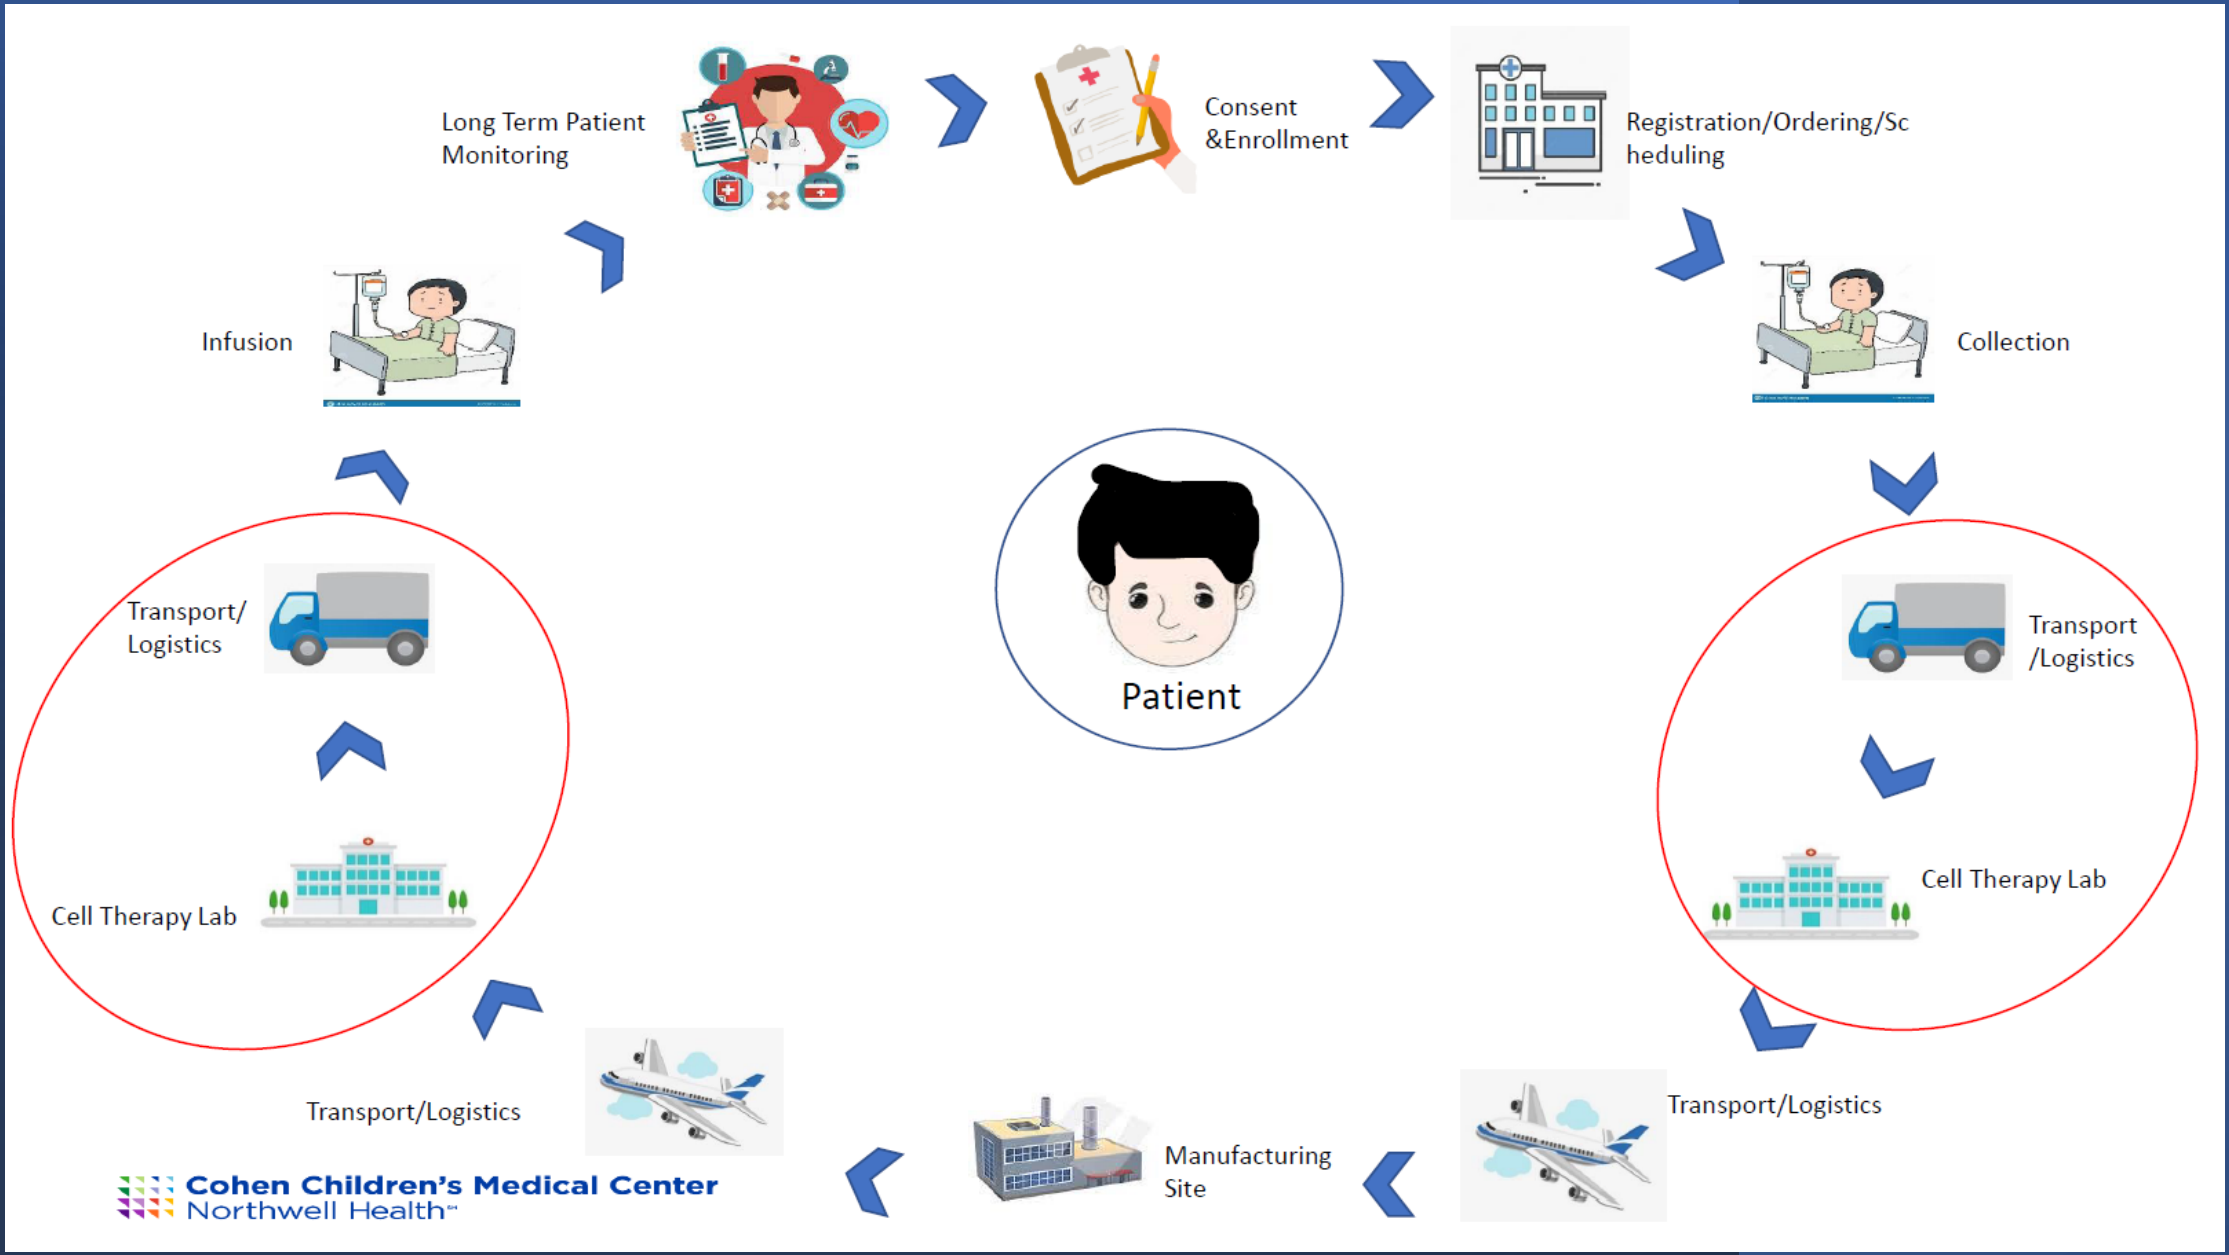 Long Term Patient
Monitoring
Consent
&Enrollment
Registration/Ordering/Sc
heduling
Infusion
Collection
Transport/
Logistics
Transport
/Logistics
Patient
Cell Therapy Lab
Cell Therapy Lab
Transport/Logistics
Transport/Logistics
Manufacturing
Site
Cohen Children's Medical Center
Northwell Health℠